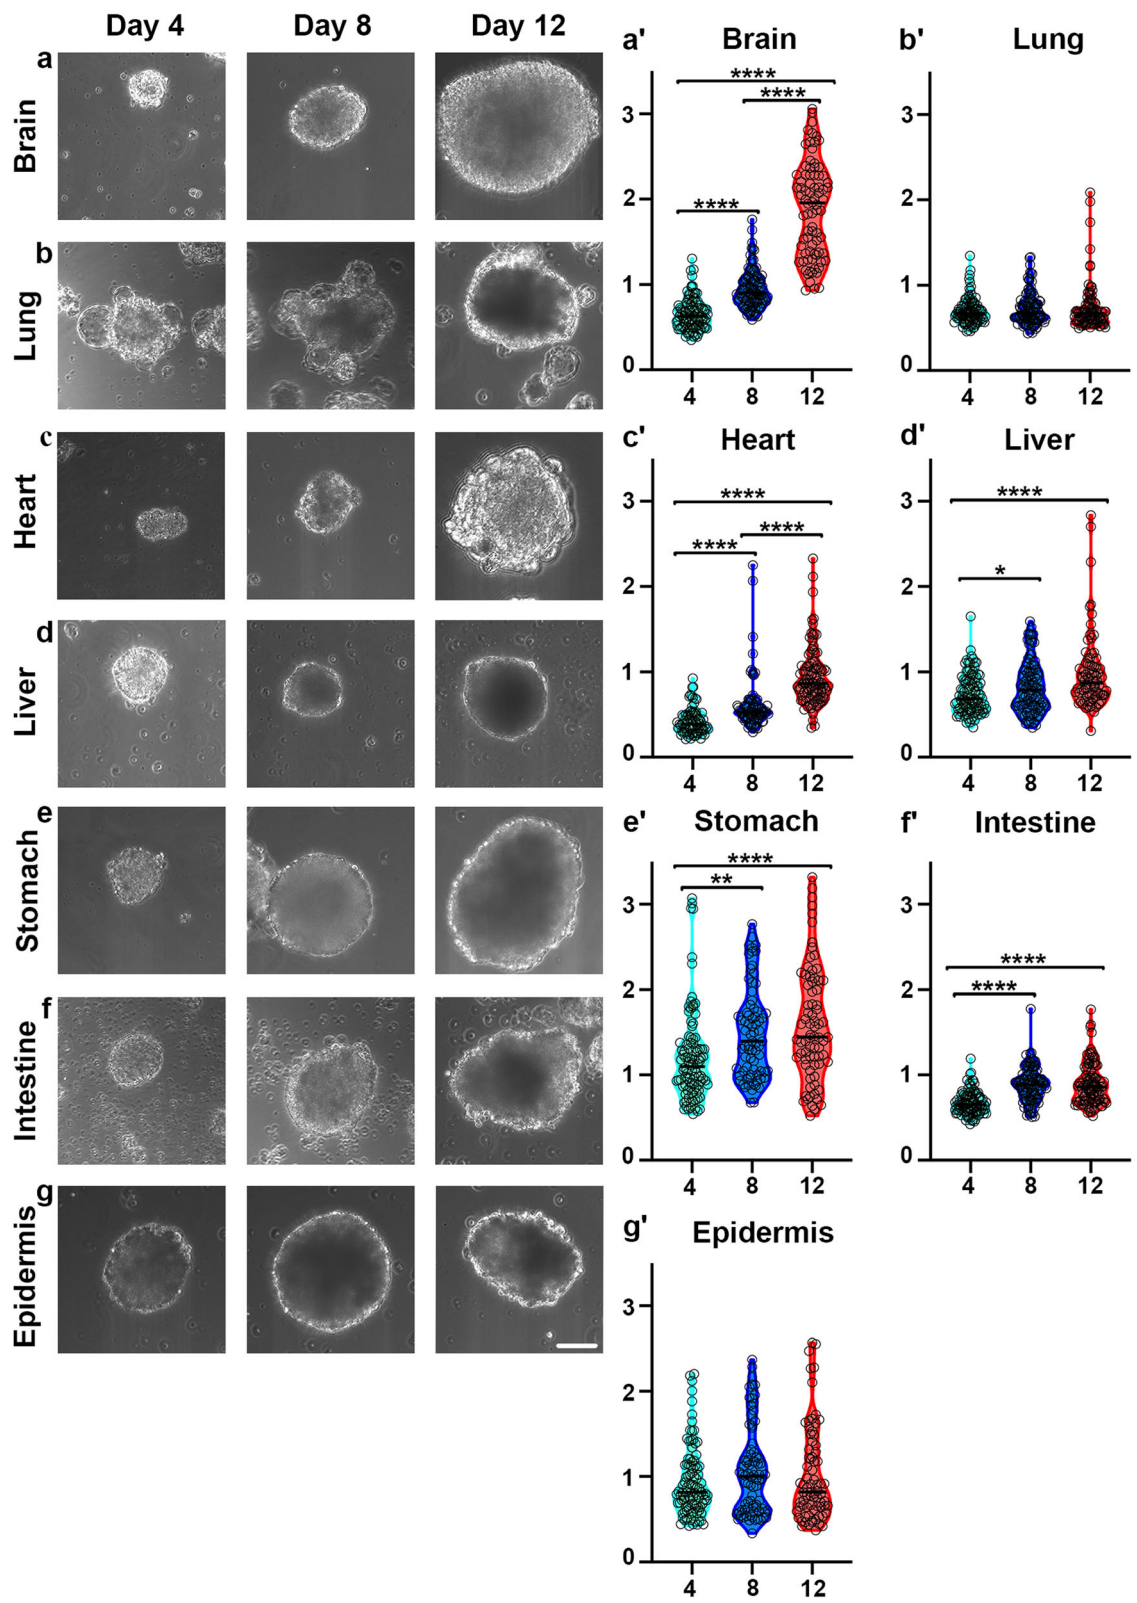 Day 4 Day 8 Day 12
a
Brain
b
Lung
c
Heart
d
Liver
e
Stomach
f
Intestine
g
Epidermis
a' Brain
****
****
****
3
2
1
0
4 8 12
b' Lung
3
2
1
0
4 8 12
c' Heart
****
****
****
3
2
1
0
4 8 12
d' Liver
****
*
3
2
1
0
4 8 12
e' Stomach
****
**
3
2
1
0
4 8 12
f' Intestine
****
****
3
2
1
0
4 8 12
g' Epidermis
3
2
1
0
4 8 12